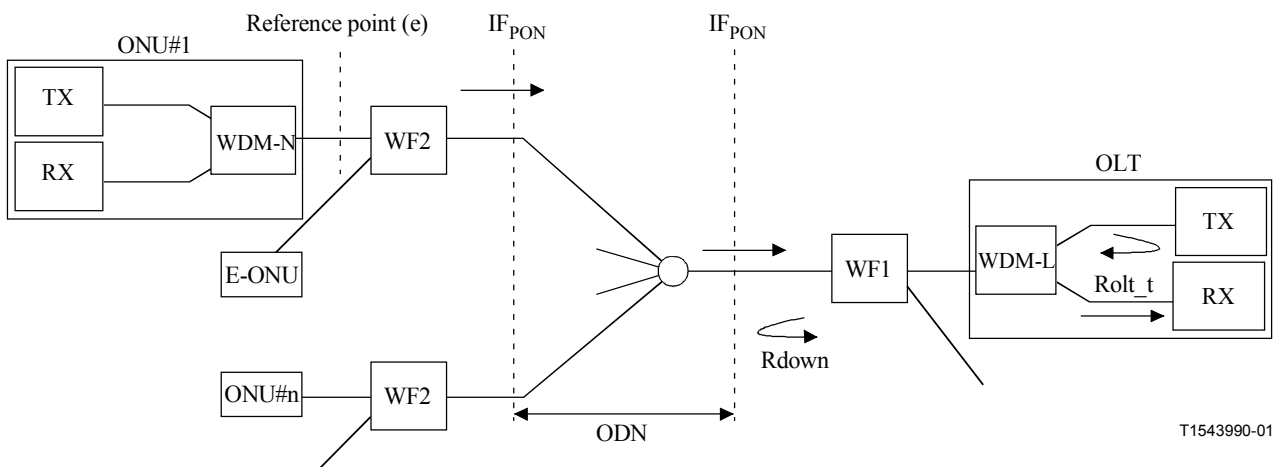 Reference point (e)
IF_PON
IF_PON
ONU#1
TX
WDM-N
RX
WF2
E-ONU
OLT
TX
WDM-L
Rolt_t
RX
WF1
Rdown
ONU#n
WF2
ODN
T1543990-01